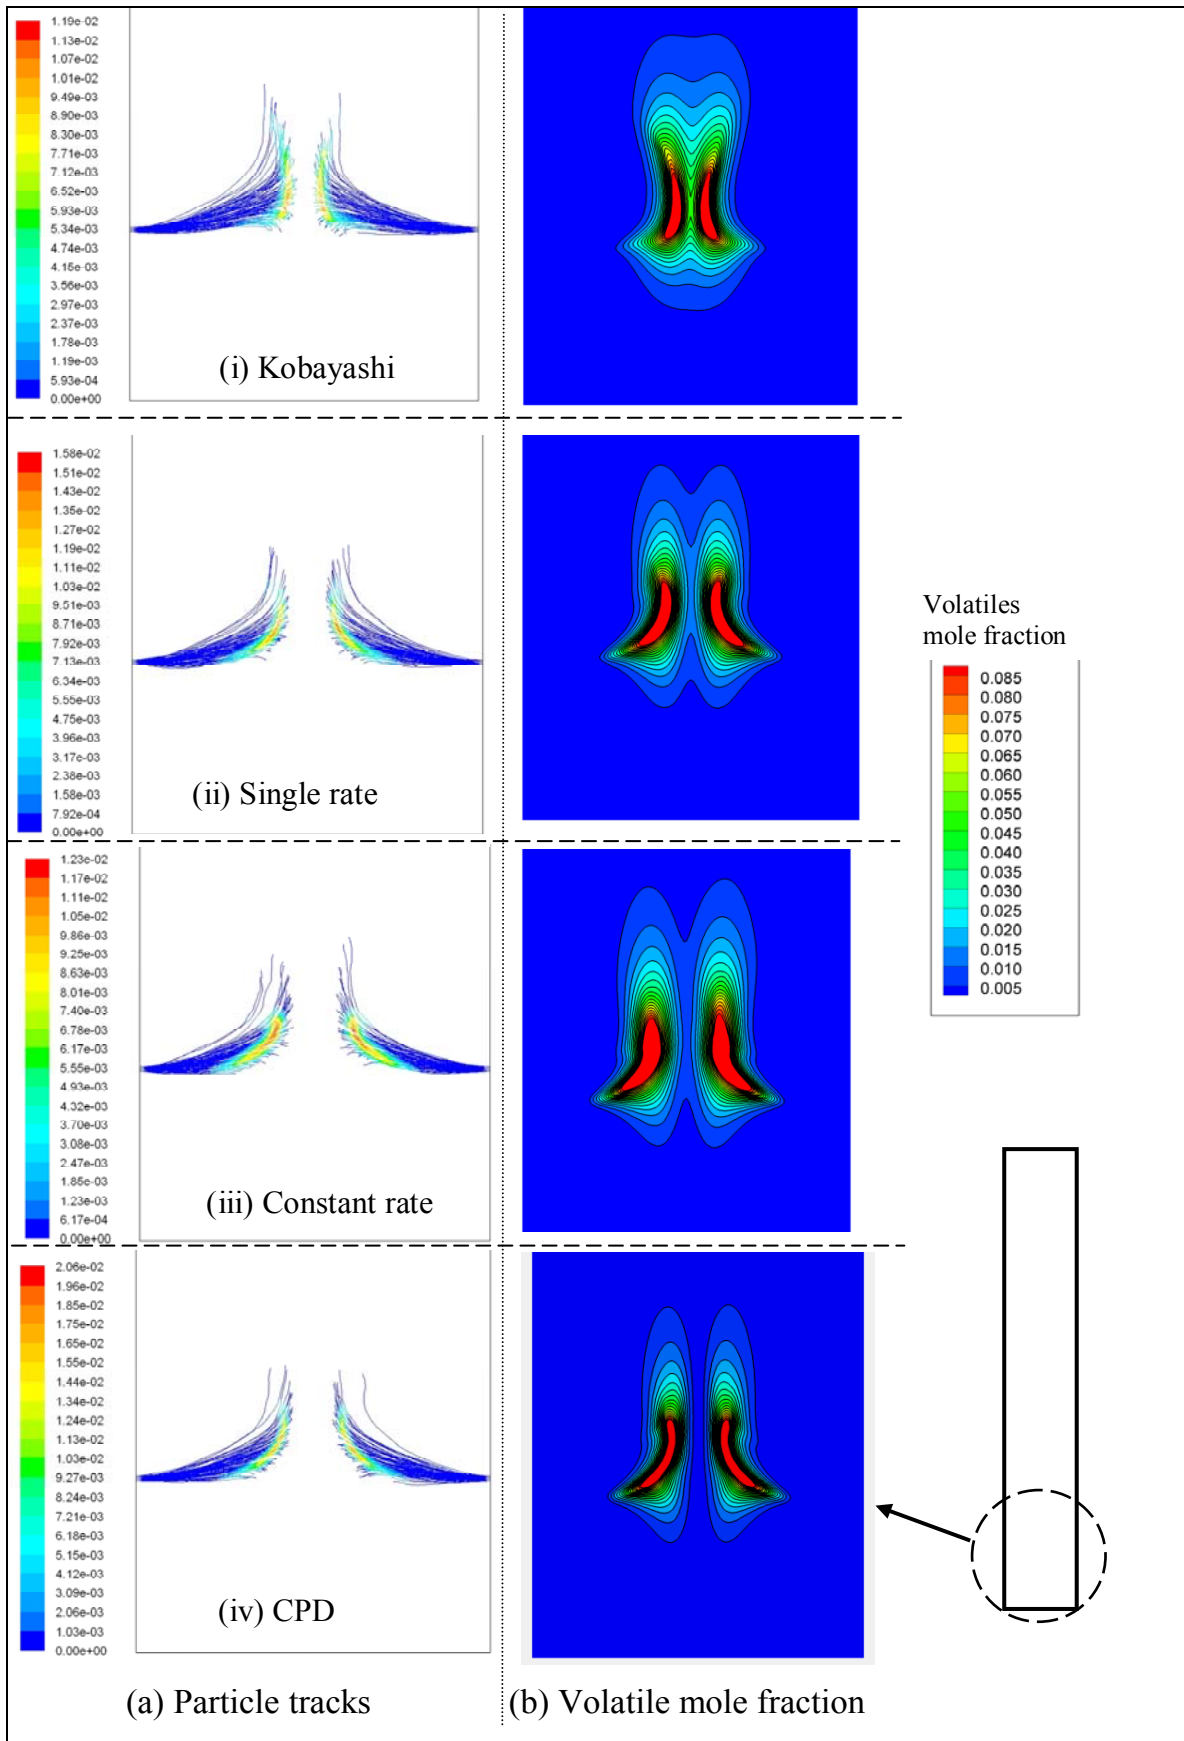 1.19e-02
1.13e-02
1.07e-02
1.01e-02
9.49e-03
8.90e-03
8.30e-03
7.71e-03
7.12e-03
6.52e-03
5.93e-03
5.34e-03
4.74e-03
4.15e-03
3.56e-03
2.97e-03
2.37e-03
1.78e-03
1.19e-03
5.93e-04
0.00e+00
(i) Kobayashi
1.58e-02
1.51e-02
1.43e-02
1.35e-02
1.27e-02
1.19e-02
1.11e-02
1.03e-02
9.51e-03
8.71e-03
7.92e-03
7.13e-03
6.34e-03
5.55e-03
4.75e-03
3.96e-03
3.17e-03
2.38e-03
1.58e-03
7.92e-04
0.00e+00
(ii) Single rate
Volatiles
mole fraction
0.085
0.080
0.075
0.070
0.065
0.060
0.055
0.050
0.045
0.040
0.035
0.030
0.025
0.020
0.015
0.010
0.005
1.23e-02
1.17e-02
1.11e-02
1.05e-02
9.86e-03
9.25e-03
8.63e-03
8.01e-03
7.40e-03
6.78e-03
6.17e-03
5.55e-03
4.93e-03
4.32e-03
3.70e-03
3.08e-03
2.47e-03
1.85e-03
1.23e-03
6.17e-04
0.00e+00
(iii) Constant rate
2.06e-02
1.96e-02
1.85e-02
1.75e-02
1.65e-02
1.55e-02
1.44e-02
1.34e-02
1.24e-02
1.13e-02
1.03e-02
9.27e-03
8.24e-03
7.21e-03
6.18e-03
5.15e-03
4.12e-03
3.09e-03
2.06e-03
1.03e-03
0.00e+00
(iv) CPD
(a) Particle tracks
(b) Volatile mole fraction